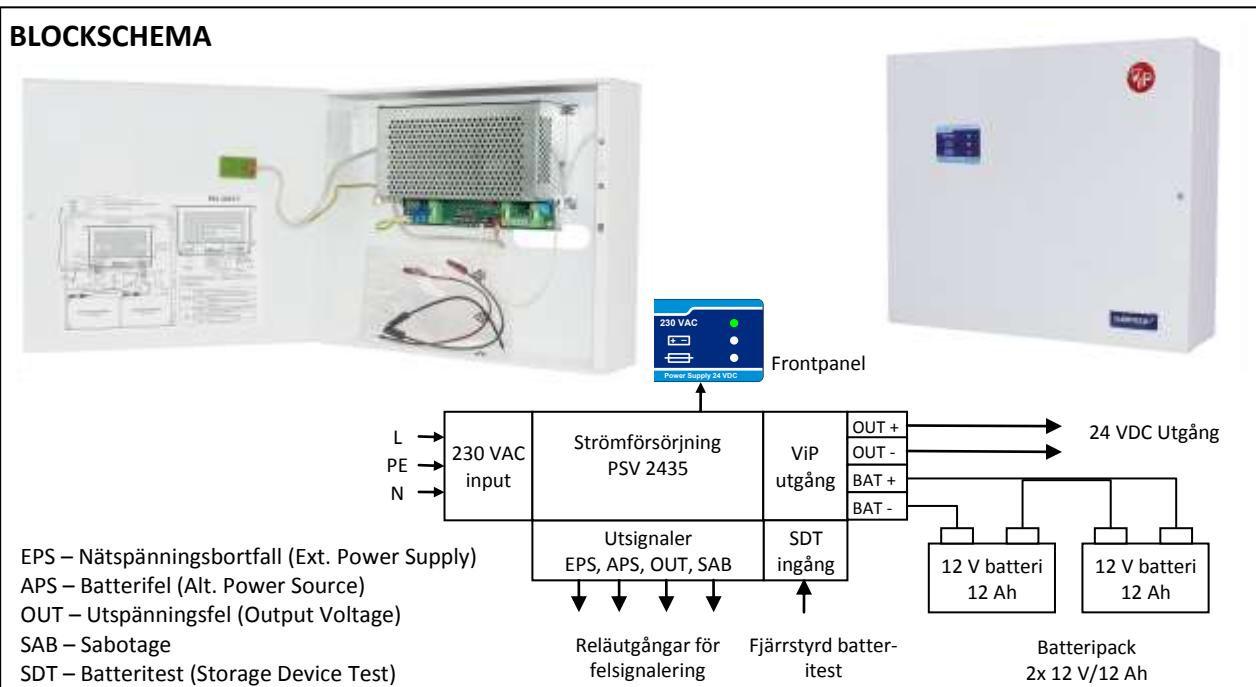 BLOCKSCHEMA
ViP
230 VAC
Power Supply 24 VDC
Frontpanel
L
PE
N
230 VAC
input
Strömförsörjning
PSV 2435
ViP
utgång
OUT +
OUT -
BAT +
BAT -
24 VDC Utgång
Utsignaler
EPS, APS, OUT, SAB
SDT
ingång
12 V batteri
12 Ah
12 V batteri
12 Ah
EPS – Nätspänningsbortfall (Ext. Power Supply)
APS – Batterifel (Alt. Power Source)
OUT – Utspänningsfel (Output Voltage)
SAB – Sabotage
SDT – Batteritest (Storage Device Test)
Reläutgångar för
felsignalering
Fjärrstyrd batter-
itest
Batteripack
2x 12 V/12 Ah